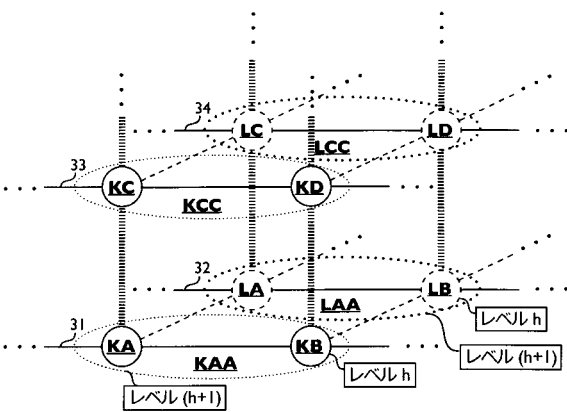 34
LC
LD
LCC
33
KC
KD
KCC
32
LA
LB
LAA
レベル h
31
KA
KB
KAA
レベル (h+1)
レベル h
レベル (h+1)